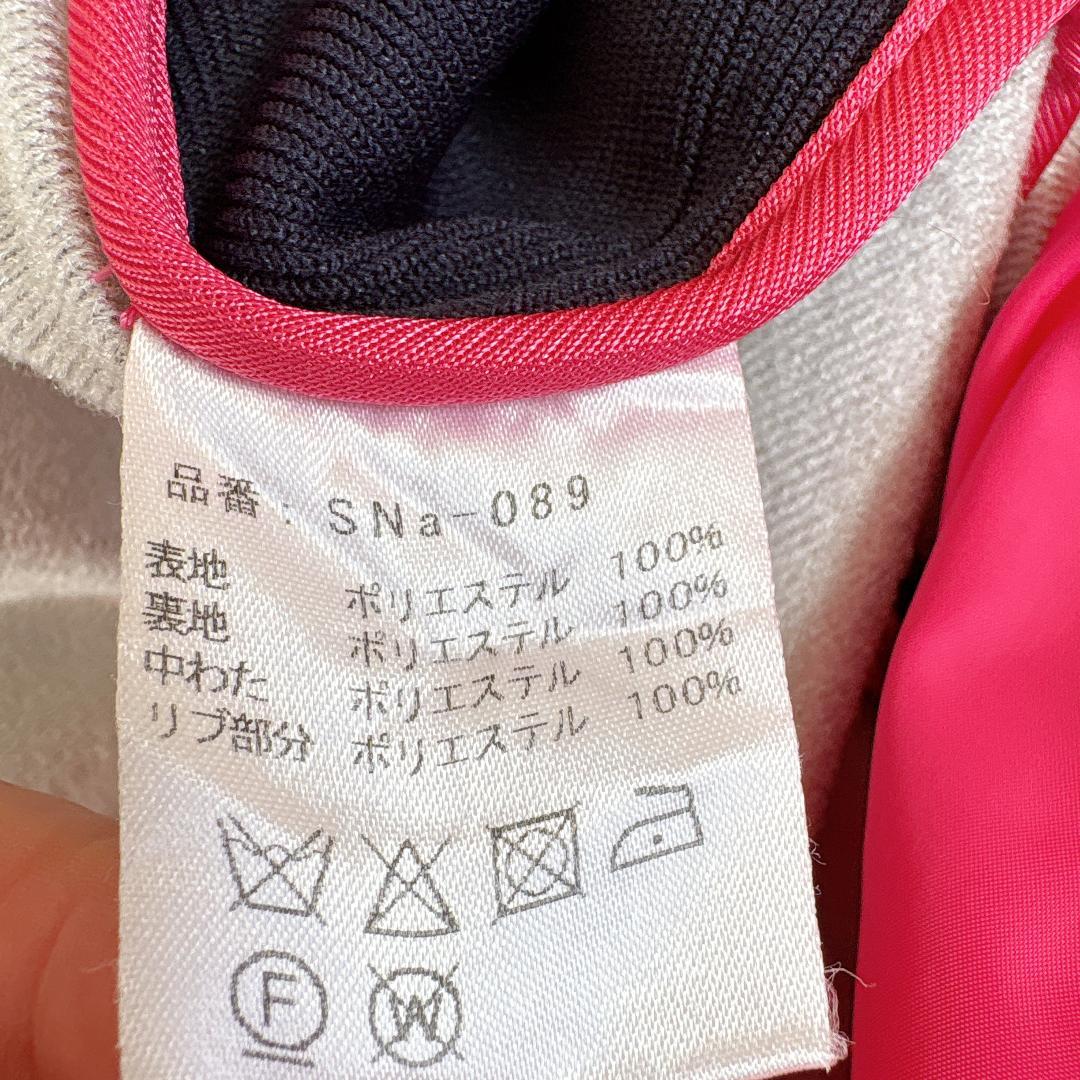 品番: SNa-089
表地 ポリエステル 100%
裏地 ポリエステル 100%
中わた ポリエステル 100%
リブ部分 ポリエステル 100%
F W